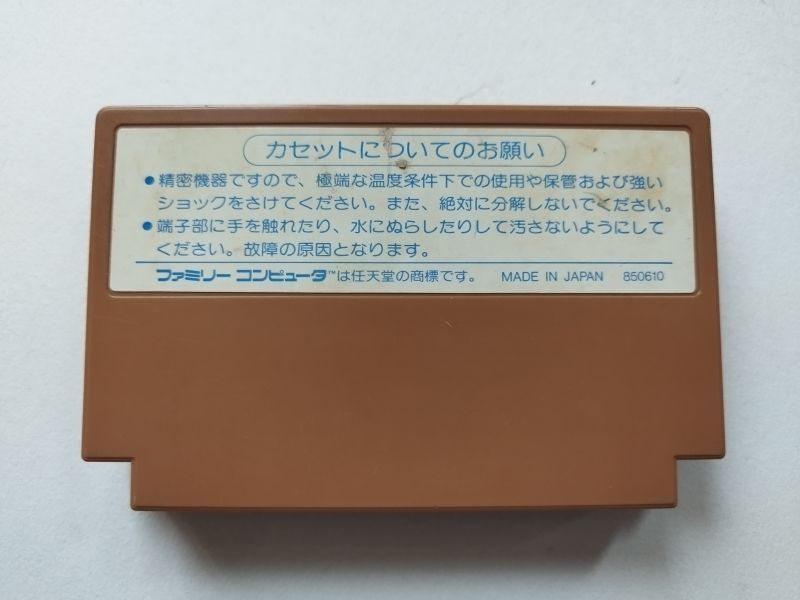 カセットについてのお願い
●精密機器ですので、極端な温度条件下での使用や保管および強い
ショックをさけてください。また、絶対に分解しないでください。
●端子部に手を触れたり、水にぬらしたりして汚さないようにして
ください。故障の原因となります。
ファミリー コンピュータ™は任天堂の商標です。 MADE IN JAPAN 850610